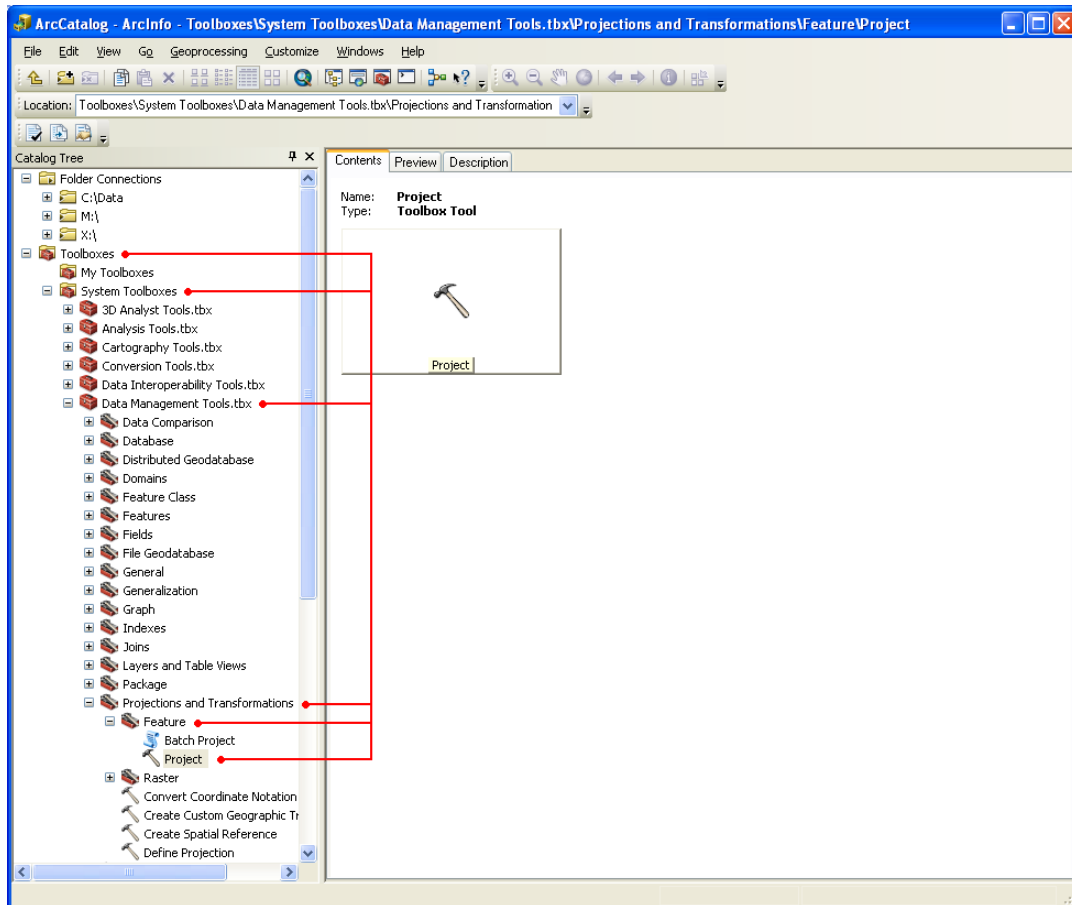 ArcCatalog - ArcInfo - Toolboxes\System Toolboxes\Data Management Tools.tbx\Projections and Transformations\Feature\Project
File Edit View Go Geoprocessing Customize Windows Help
Location: Toolboxes\System Toolboxes\Data Management Tools.tbx\Projections and Transformation
Catalog Tree
Folder Connections
C:\Data
M:\
X:\
Toolboxes
My Toolboxes
System Toolboxes
3D Analyst Tools.tbx
Analysis Tools.tbx
Cartography Tools.tbx
Conversion Tools.tbx
Data Interoperability Tools.tbx
Data Management Tools.tbx
Data Comparison
Database
Distributed Geodatabase
Domains
Feature Class
Features
Fields
File Geodatabase
General
Generalization
Graph
Indexes
Joins
Layers and Table Views
Package
Projections and Transformations
Feature
Batch Project
Project
Raster
Convert Coordinate Notation
Create Custom Geographic Tr
Create Spatial Reference
Define Projection
Contents Preview Description
Name: Project
Type: Toolbox Tool
Project